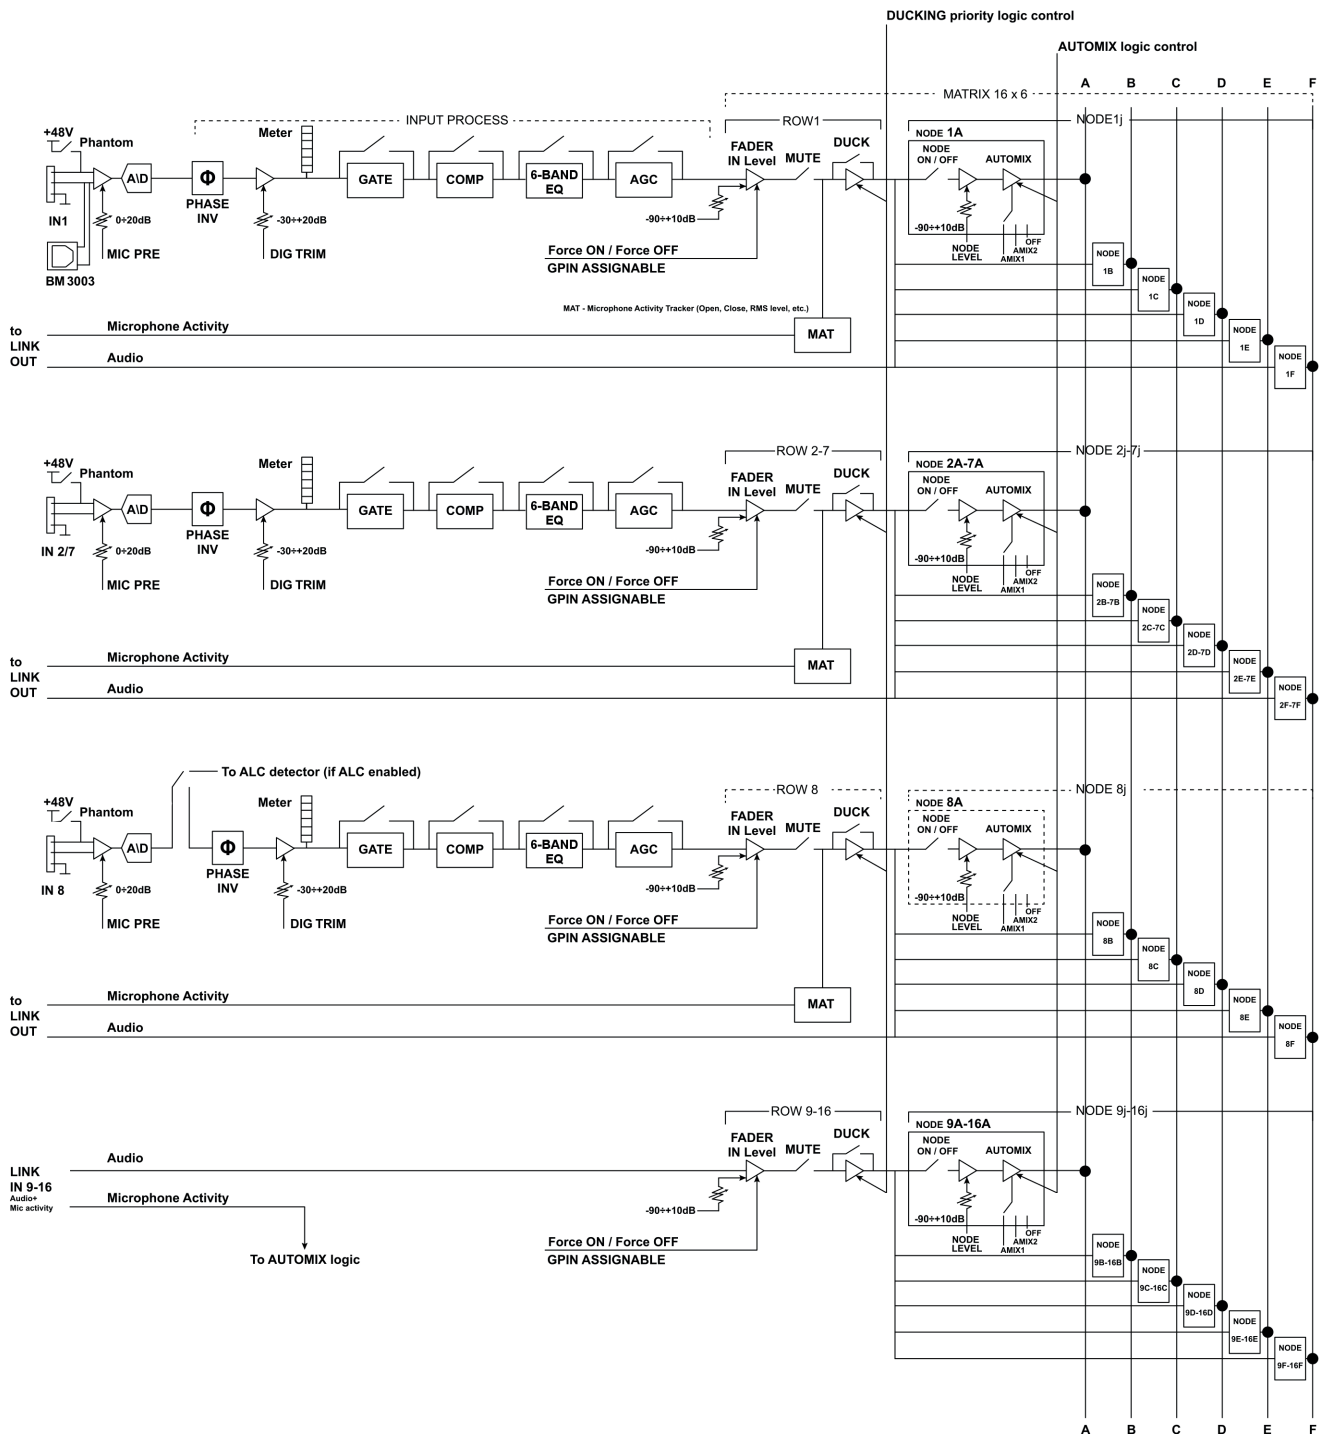 DUCKING priority logic control
AUTOMIX logic control
A B C D E F
MATRIX 16 x 6
INPUT PROCESS
ROW1
NODE1j
+48V
Phantom
Meter
FADER
IN Level
MUTE
DUCK
NODE 1A
NODE
ON / OFF
AUTOMIX
A\D
Φ
GATE
COMP
6-BAND
EQ
AGC
PHASE
INV
IN1
0÷20dB
-30÷+20dB
-90÷+10dB
-90÷+10dB
MIC PRE
DIG TRIM
BM 3003
Force ON / Force OFF
GPIN ASSIGNABLE
NODE
LEVEL
OFF
AMIX2
AMIX1
NODE
1B
NODE
1C
NODE
1D
NODE
1E
NODE
1F
MAT - Microphone Activity Tracker (Open, Close, RMS level, etc.)
MAT
to
LINK
OUT
Microphone Activity
Audio
ROW 2-7
NODE 2j-7j
+48V
Phantom
Meter
FADER
IN Level
MUTE
DUCK
NODE 2A-7A
NODE
ON / OFF
AUTOMIX
A\D
Φ
GATE
COMP
6-BAND
EQ
AGC
PHASE
INV
IN 2/7
0÷20dB
-30÷+20dB
-90÷+10dB
-90÷+10dB
MIC PRE
DIG TRIM
Force ON / Force OFF
GPIN ASSIGNABLE
NODE
LEVEL
OFF
AMIX2
AMIX1
NODE
2B-7B
NODE
2C-7C
NODE
2D-7D
NODE
2E-7E
NODE
2F-7F
MAT
to
LINK
OUT
Microphone Activity
Audio
To ALC detector (if ALC enabled)
ROW 8
NODE 8j
+48V
Phantom
Meter
FADER
IN Level
MUTE
DUCK
NODE 8A
NODE
ON / OFF
AUTOMIX
A\D
Φ
GATE
COMP
6-BAND
EQ
AGC
PHASE
INV
IN 8
0÷20dB
-30÷+20dB
-90÷+10dB
-90÷+10dB
MIC PRE
DIG TRIM
Force ON / Force OFF
GPIN ASSIGNABLE
NODE
LEVEL
OFF
AMIX2
AMIX1
NODE
8B
NODE
8C
NODE
8D
NODE
8E
NODE
8F
MAT
to
LINK
OUT
Microphone Activity
Audio
ROW 9-16
NODE 9j-16j
FADER
IN Level
MUTE
DUCK
NODE 9A-16A
NODE
ON / OFF
AUTOMIX
LINK
IN 9-16
Audio+
Mic activity
Audio
Microphone Activity
To AUTOMIX logic
-90÷+10dB
-90÷+10dB
Force ON / Force OFF
GPIN ASSIGNABLE
NODE
LEVEL
OFF
AMIX2
AMIX1
NODE
9B-16B
NODE
9C-16C
NODE
9D-16D
NODE
9E-16E
NODE
9F-16F
A B C D E F